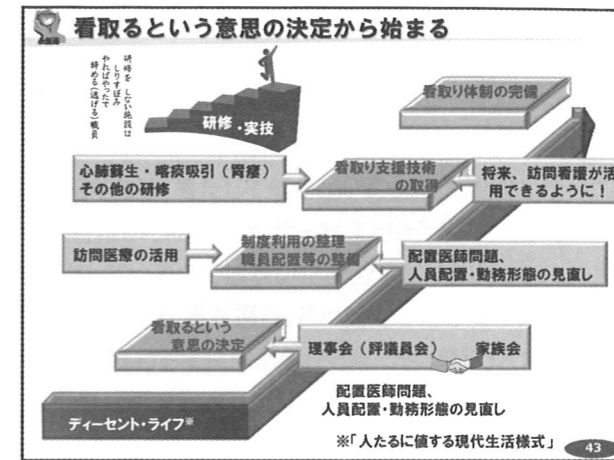 看取るという意思の決定から始まる
研修を しない施設は
しりすぼみ
やればやったで
辞める(逃げる)職員
研修・実技
看取り体制の完備
心肺蘇生・喀痰吸引（胃瘻）
その他の研修
看取り支援技術
の取得
将来、訪問看護が活
用できるように！
訪問医療の活用
制度利用の整理
職員配置等の整備
配置医師問題、
人員配置・勤務形態の見直し
看取るという
意思の決定
理事会（評議員会）
家族会
配置医師問題、
人員配置・勤務形態の見直し
ディーセント・ライフ※
※「人たるに値する現代生活様式」
43